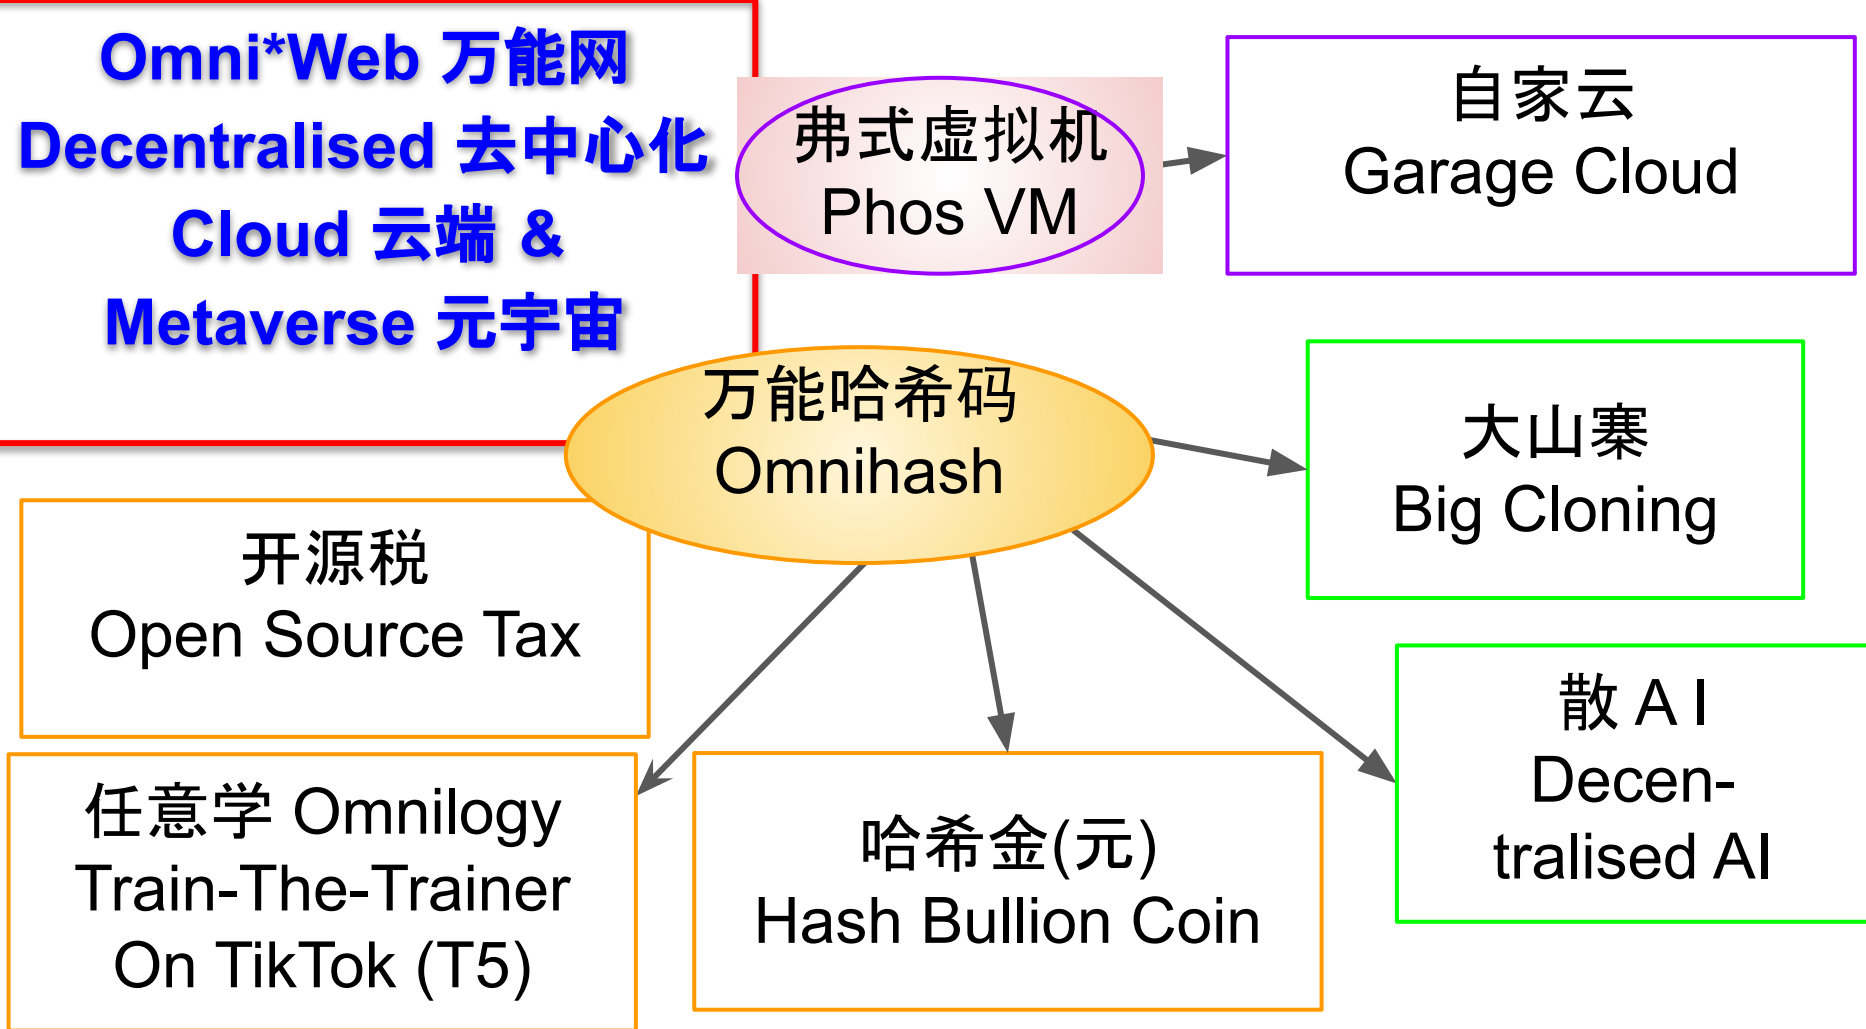 Omni*Web 万能网
Decentralised 去中心化
Cloud 云端 &
Metaverse 元宇宙
弗式虚拟机
Phos VM
自家云
Garage Cloud
万能哈希码
Omnihash
大山寨
Big Cloning
开源税
Open Source Tax
散 A I
Decen-
tralised AI
任意学 Omnilogy
Train-The-Trainer
On TikTok (T5)
哈希金(元)
Hash Bullion Coin